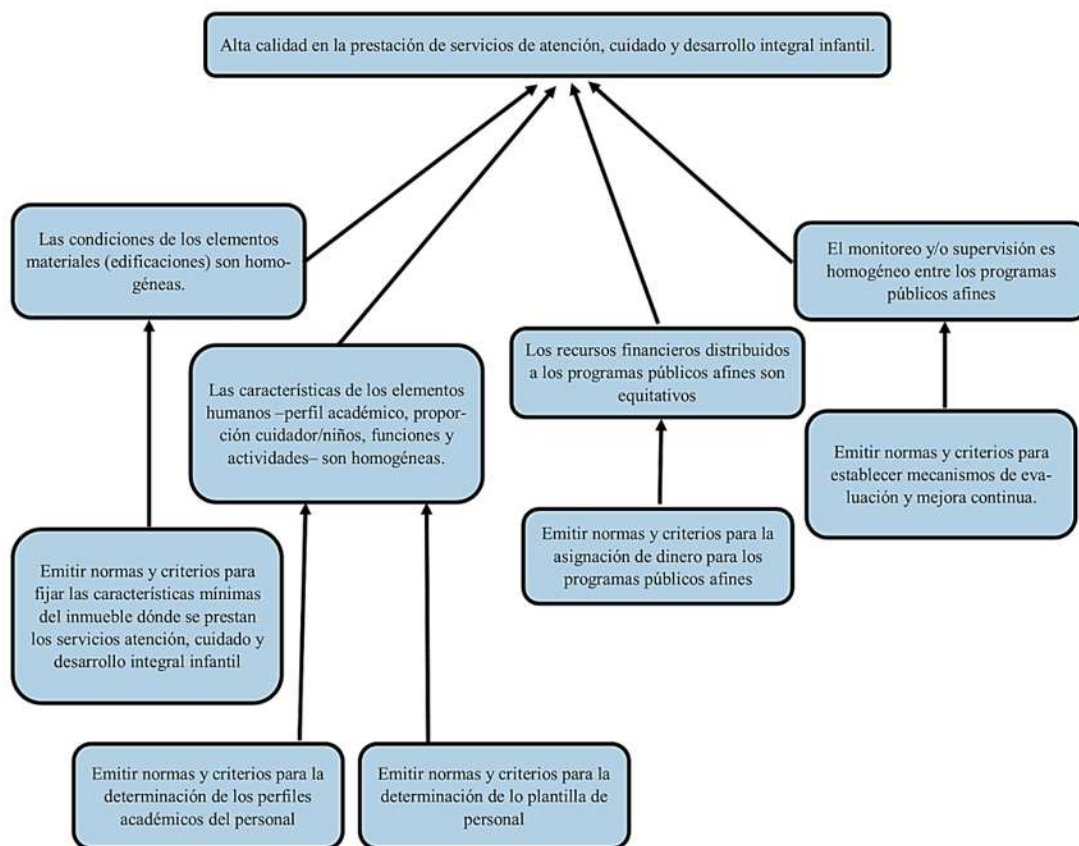 Alta calidad en la prestación de servicios de atención, cuidado y desarrollo integral infantil.
Las condiciones de los elementos
materiales (edificaciones) son homo-
géneas.
El monitoreo y/o supervisión es
homogéneo entre los programas
públicos afines
Las características de los elementos
humanos –perfil académico, propor-
ción cuidador/niños, funciones y
actividades– son homogéneas.
Los recursos financieros distribuidos
a los programas públicos afines son
equitativos
Emitir normas y criterios para
establecer mecanismos de eva-
luación y mejora continua.
Emitir normas y criterios para
fijar las características mínimas
del inmueble dónde se prestan
los servicios atención, cuidado y
desarrollo integral infantil
Emitir normas y criterios para la
asignación de dinero para los
programas públicos afines
Emitir normas y criterios para la
determinación de los perfiles
académicos del personal
Emitir normas y criterios para la
determinación de lo plantilla de
personal